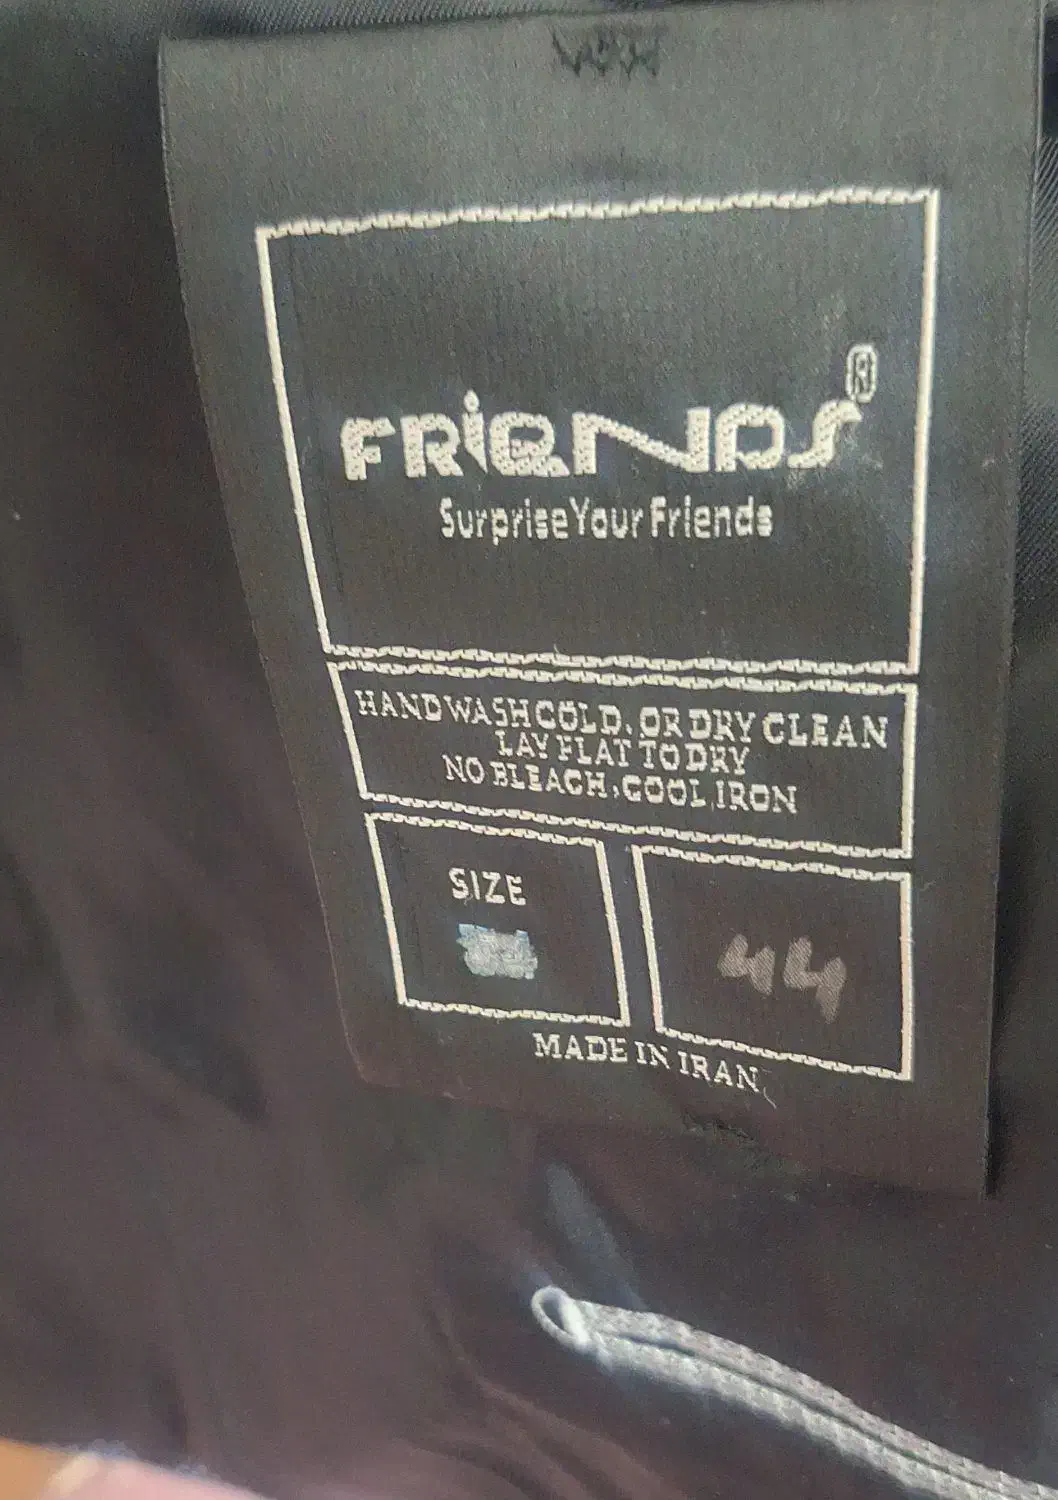 FRIENDS®
Surprise Your Friends
HAND WASH COLD, OR DRY CLEAN
LAY FLAT TO DRY
NO BLEACH, COOL IRON
SIZE
44
MADE IN IRAN